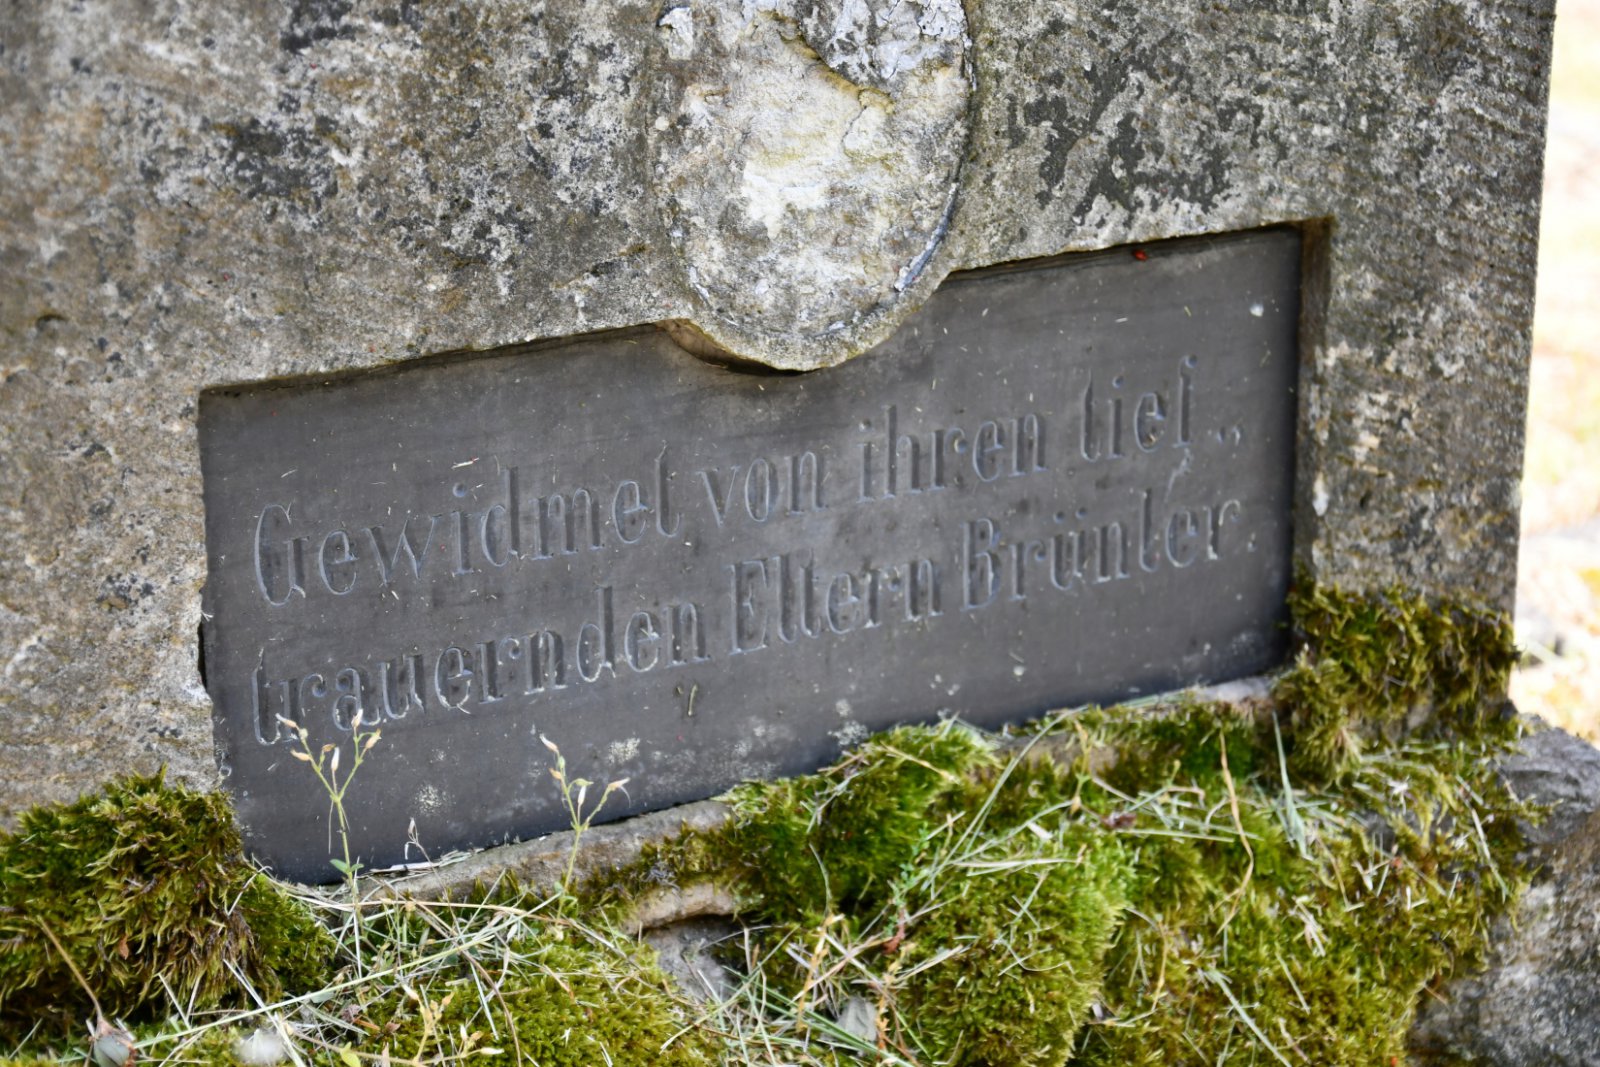 Gewidmet von ihren tief..
trauernden Eltern Brünler.